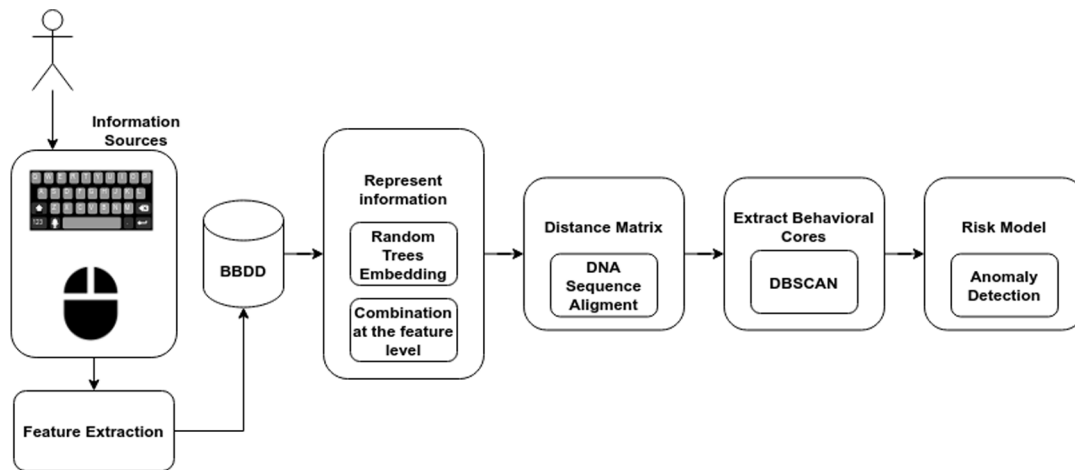 Information
Sources
Q W E R T Y U I O P
A S D F G H J K L
Z X C V B N M
123
Feature Extraction
BBDD
Represent
information
Random
Trees
Embedding
Combination
at the feature
level
Distance Matrix
DNA
Sequence
Aligment
Extract Behavioral
Cores
DBSCAN
Risk Model
Anomaly
Detection